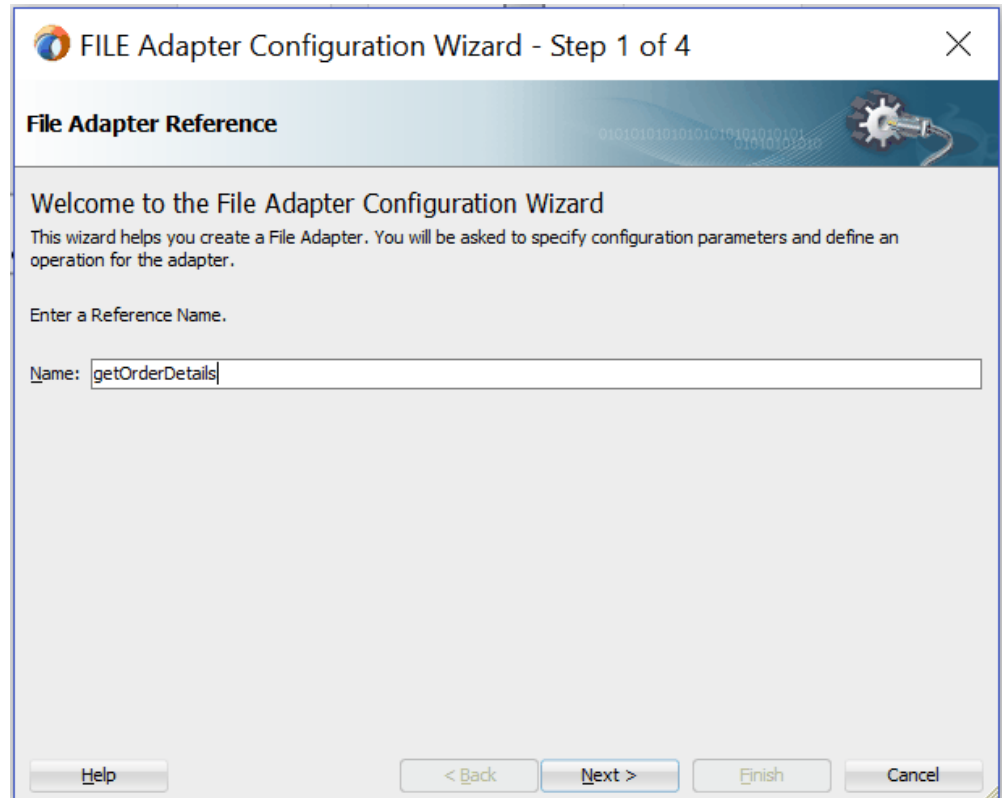 FILE Adapter Configuration Wizard - Step 1 of 4
File Adapter Reference
Welcome to the File Adapter Configuration Wizard
This wizard helps you create a File Adapter. You will be asked to specify configuration parameters and define an
operation for the adapter.
Enter a Reference Name.
Name: getOrderDetails
Help < Back Next > Finish Cancel